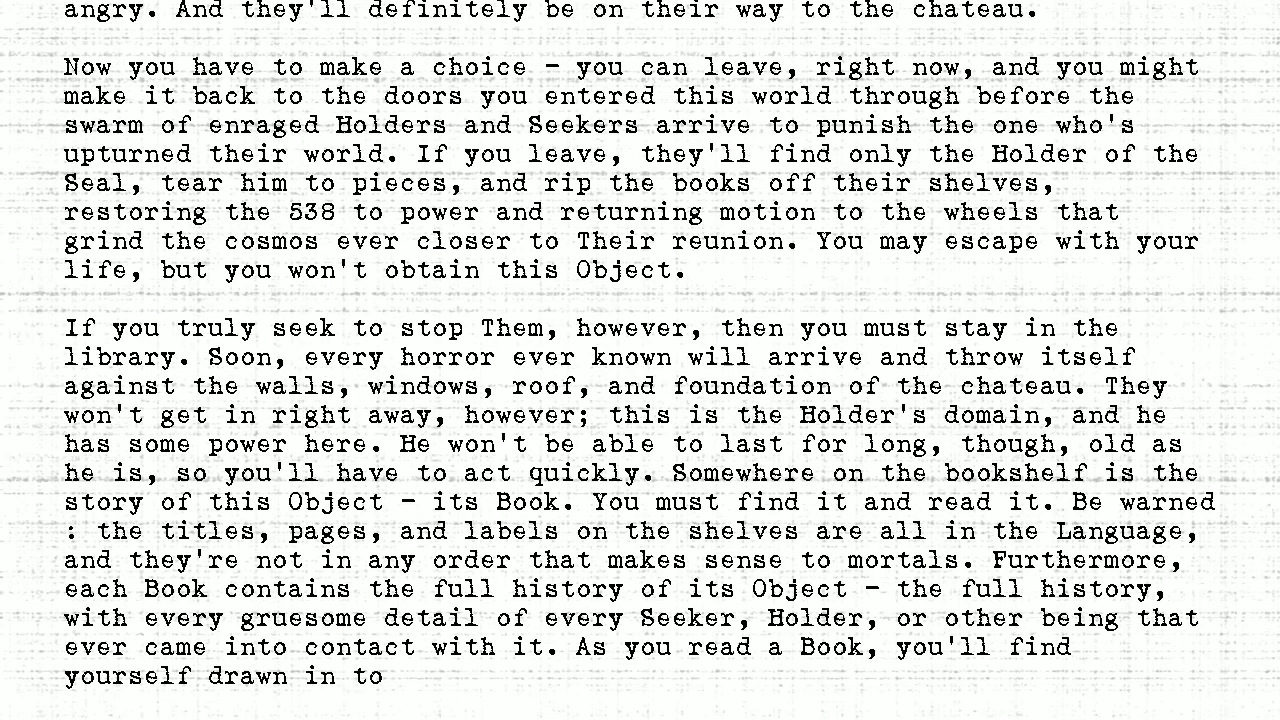 angry. And they'll definitely be on their way to the chateau.
Now you have to make a choice - you can leave, right now, and you might
make it back to the doors you entered this world through before the
swarm of enraged Holders and Seekers arrive to punish the one who's
upturned their world. If you leave, they'll find only the Holder of the
Seal, tear him to pieces, and rip the books off their shelves,
restoring the 538 to power and returning motion to the wheels that
grind the cosmos ever closer to Their reunion. You may escape with your
life, but you won't obtain this Object.
If you truly seek to stop Them, however, then you must stay in the
library. Soon, every horror ever known will arrive and throw itself
against the walls, windows, roof, and foundation of the chateau. They
won't get in right away, however; this is the Holder's domain, and he
has some power here. He won't be able to last for long, though, old as
he is, so you'll have to act quickly. Somewhere on the bookshelf is the
story of this Object - its Book. You must find it and read it. Be warned
: the titles, pages, and labels on the shelves are all in the Language,
and they're not in any order that makes sense to mortals. Furthermore,
each Book contains the full history of its Object - the full history,
with every gruesome detail of every Seeker, Holder, or other being that
ever came into contact with it. As you read a Book, you'll find
yourself drawn in to